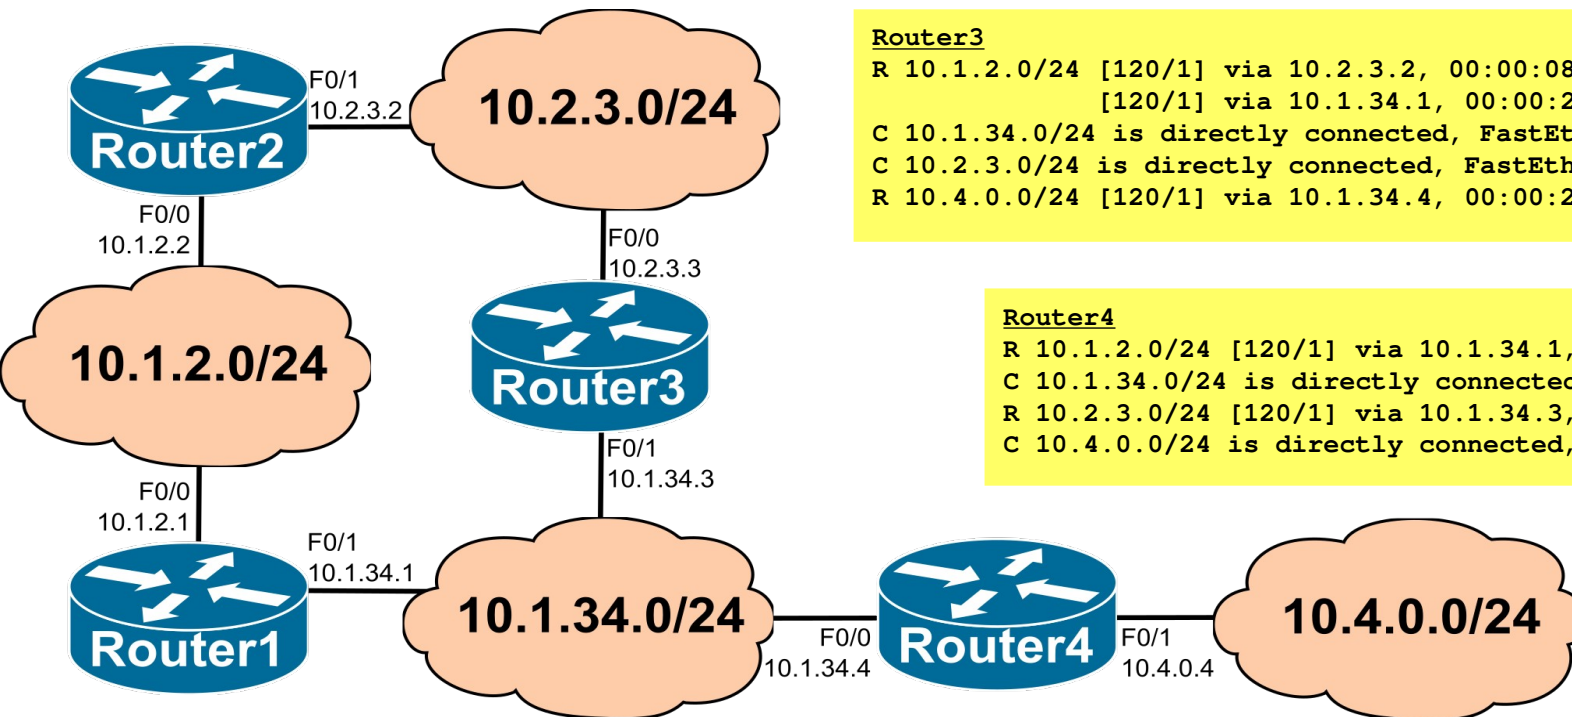 Router3
R 10.1.2.0/24 [120/1] via 10.2.3.2, 00:00:08
[120/1] via 10.1.34.1, 00:00:2
C 10.1.34.0/24 is directly connected, FastEt
C 10.2.3.0/24 is directly connected, FastEth
R 10.4.0.0/24 [120/1] via 10.1.34.4, 00:00:2
F0/1
10.2.3.2
10.2.3.0/24
Router2
F0/0
10.1.2.2
F0/0
10.2.3.3
Router4
R 10.1.2.0/24 [120/1] via 10.1.34.1,
C 10.1.34.0/24 is directly connected
R 10.2.3.0/24 [120/1] via 10.1.34.3,
C 10.4.0.0/24 is directly connected,
10.1.2.0/24
Router3
F0/1
10.1.34.3
F0/0
10.1.2.1
F0/1
10.1.34.1
Router1
10.1.34.0/24
F0/0
10.1.34.4
Router4
F0/1
10.4.0.4
10.4.0.0/24